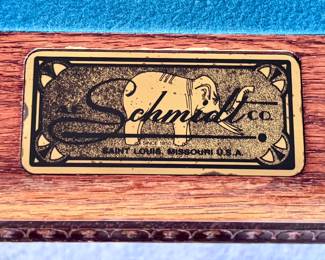 A.E. Schmidt CO.
SINCE 1850
SAINT LOUIS, MISSOURI U.S.A.